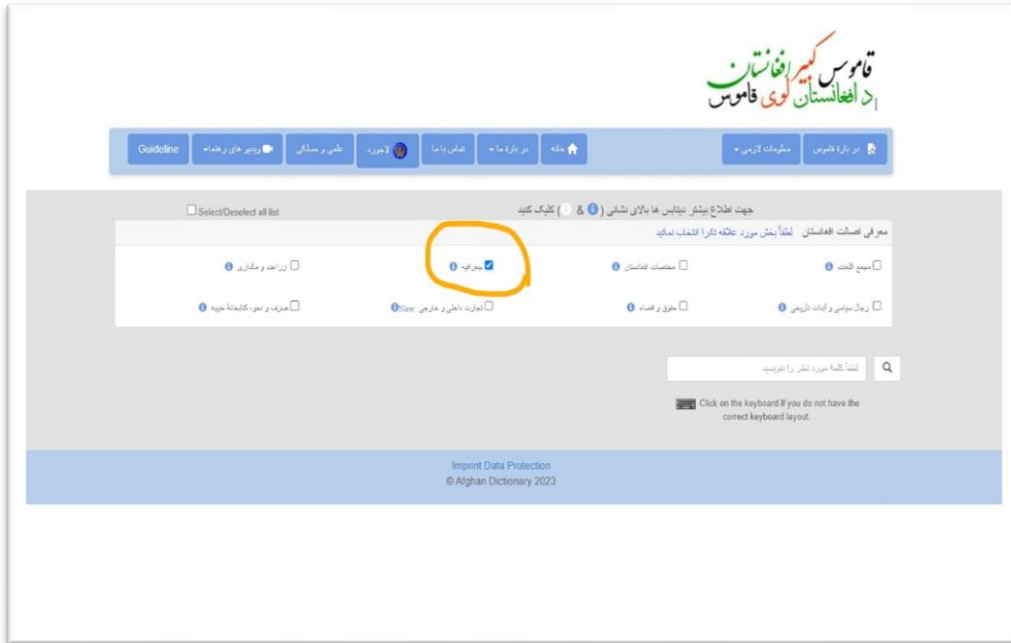 قاموس کبیر افغانستان
د افغانستان لوی قاموس
در بارهٔ قاموس
معلومات لازمی
خانه
در بارهٔ ما
تماس با ما
لاجورد
علمی و مسلکی
ویدیو های رهنما
Guideline
جهت اطلاع بیشتر دیتابس ها بالای نشانی ( & ) کلیک کنید
Select/Deselect all list
معرفی اصالت افغانستان لطفاً بخش مورد علاقه تانرا انتخاب نمائید
مجمع اللغات
مختصات افغانستان
جغرافیه
زراعت و مالداری
رجال سیاسی و آیات تأریخی
حقوق و قضاء
تجارت داخلی و خارجی New
صرف و نحو، کتابخانهٔ حبیبه
لطفاً کلمهٔ مورد نظر را بنویسید
Click on the keyboard if you do not have the
correct keyboard layout.
Imprint Data Protection
© Afghan Dictionary 2023